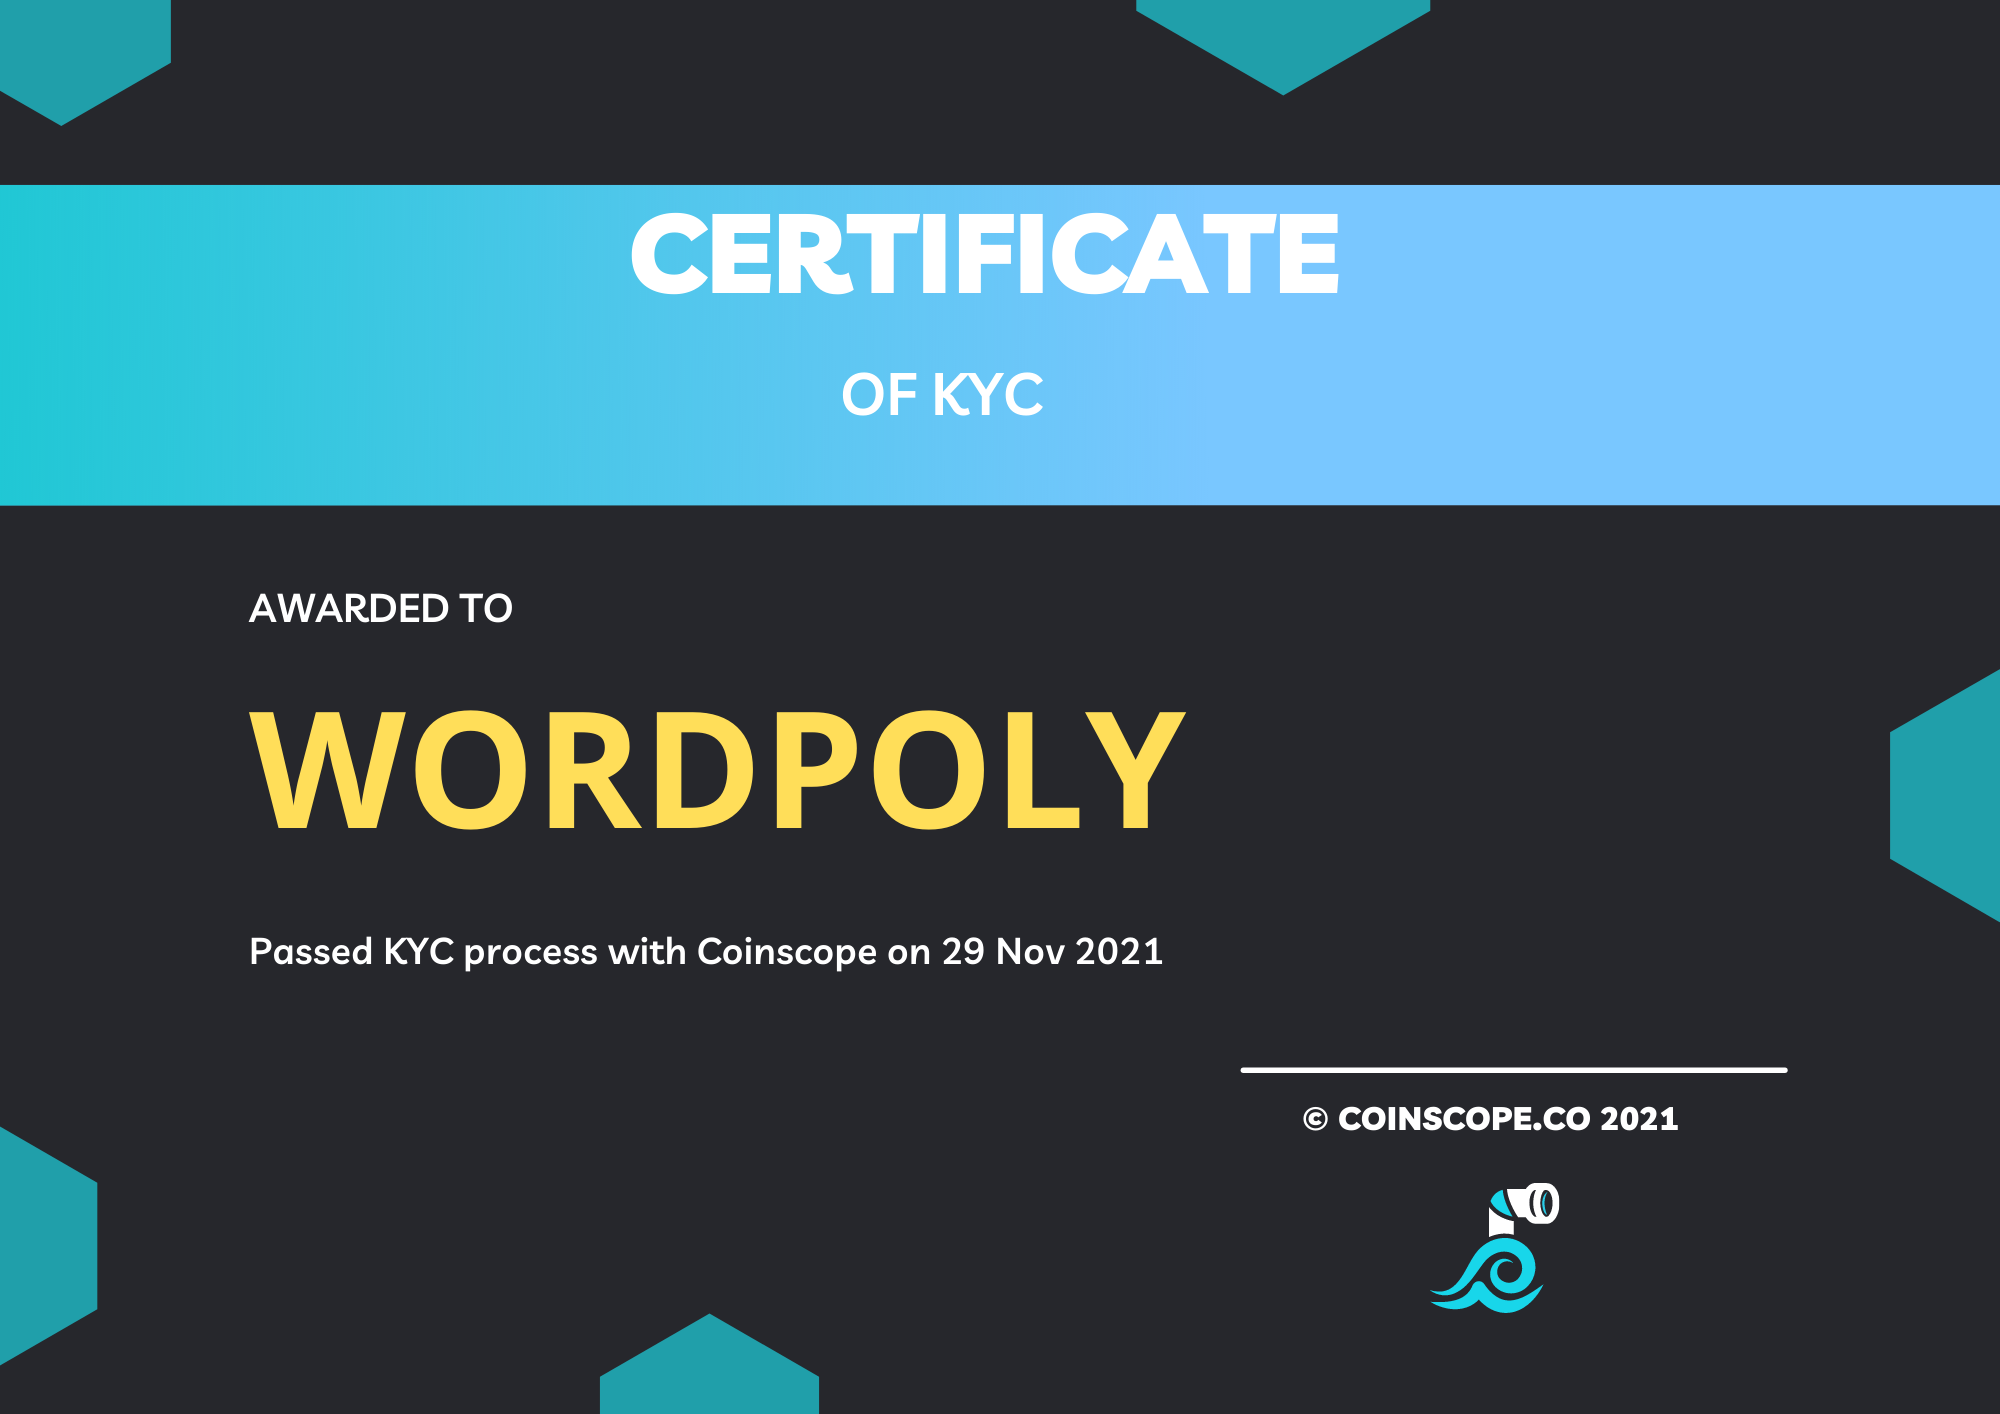 CERTIFICATE
OF KYC
AWARDED TO
WORDPOLY
Passed KYC process with Coinscope on 29 Nov 2021
© COINSCOPE.CO 2021